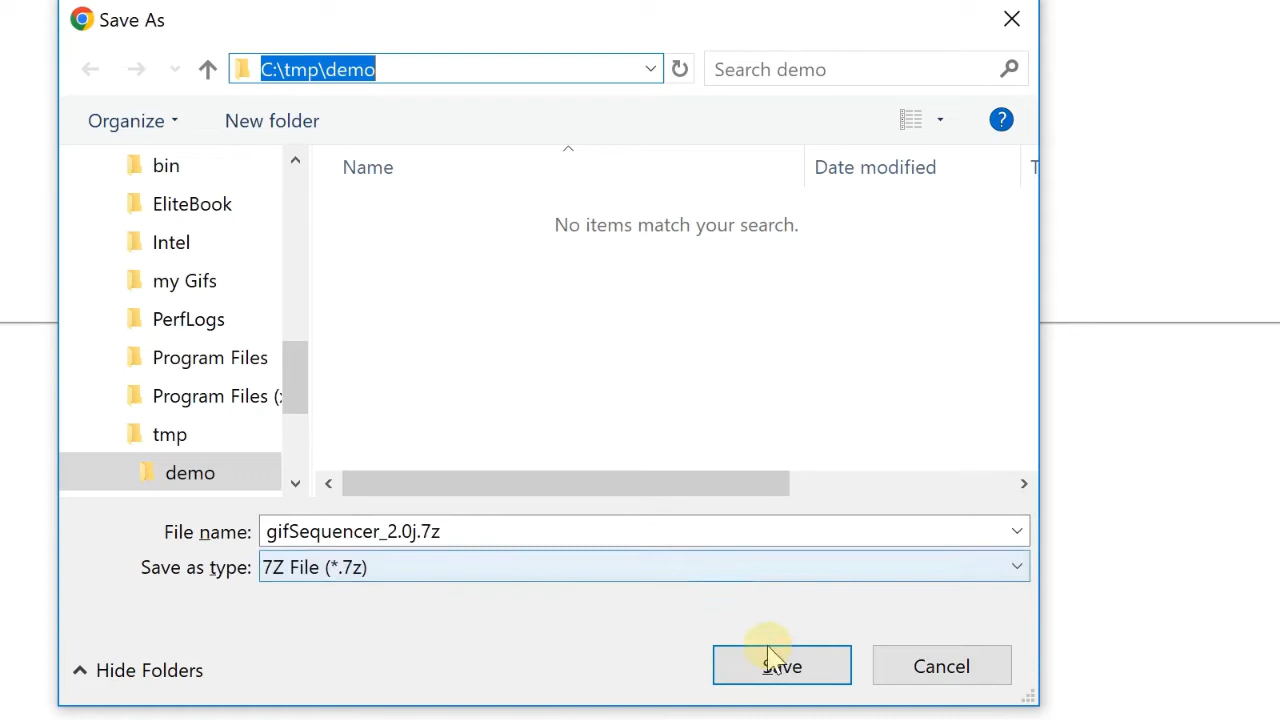 Save As
C:\tmp\demo
Search demo
Organize
New folder
?
Name
Date modified
T
bin
No items match your search.
EliteBook
Intel
my Gifs
PerfLogs
Program Files
Program Files (x
tmp
demo
File name: gifSequencer_2.0j.7z
Save as type: 7Z File (*.7z)
Hide Folders
Save
Cancel